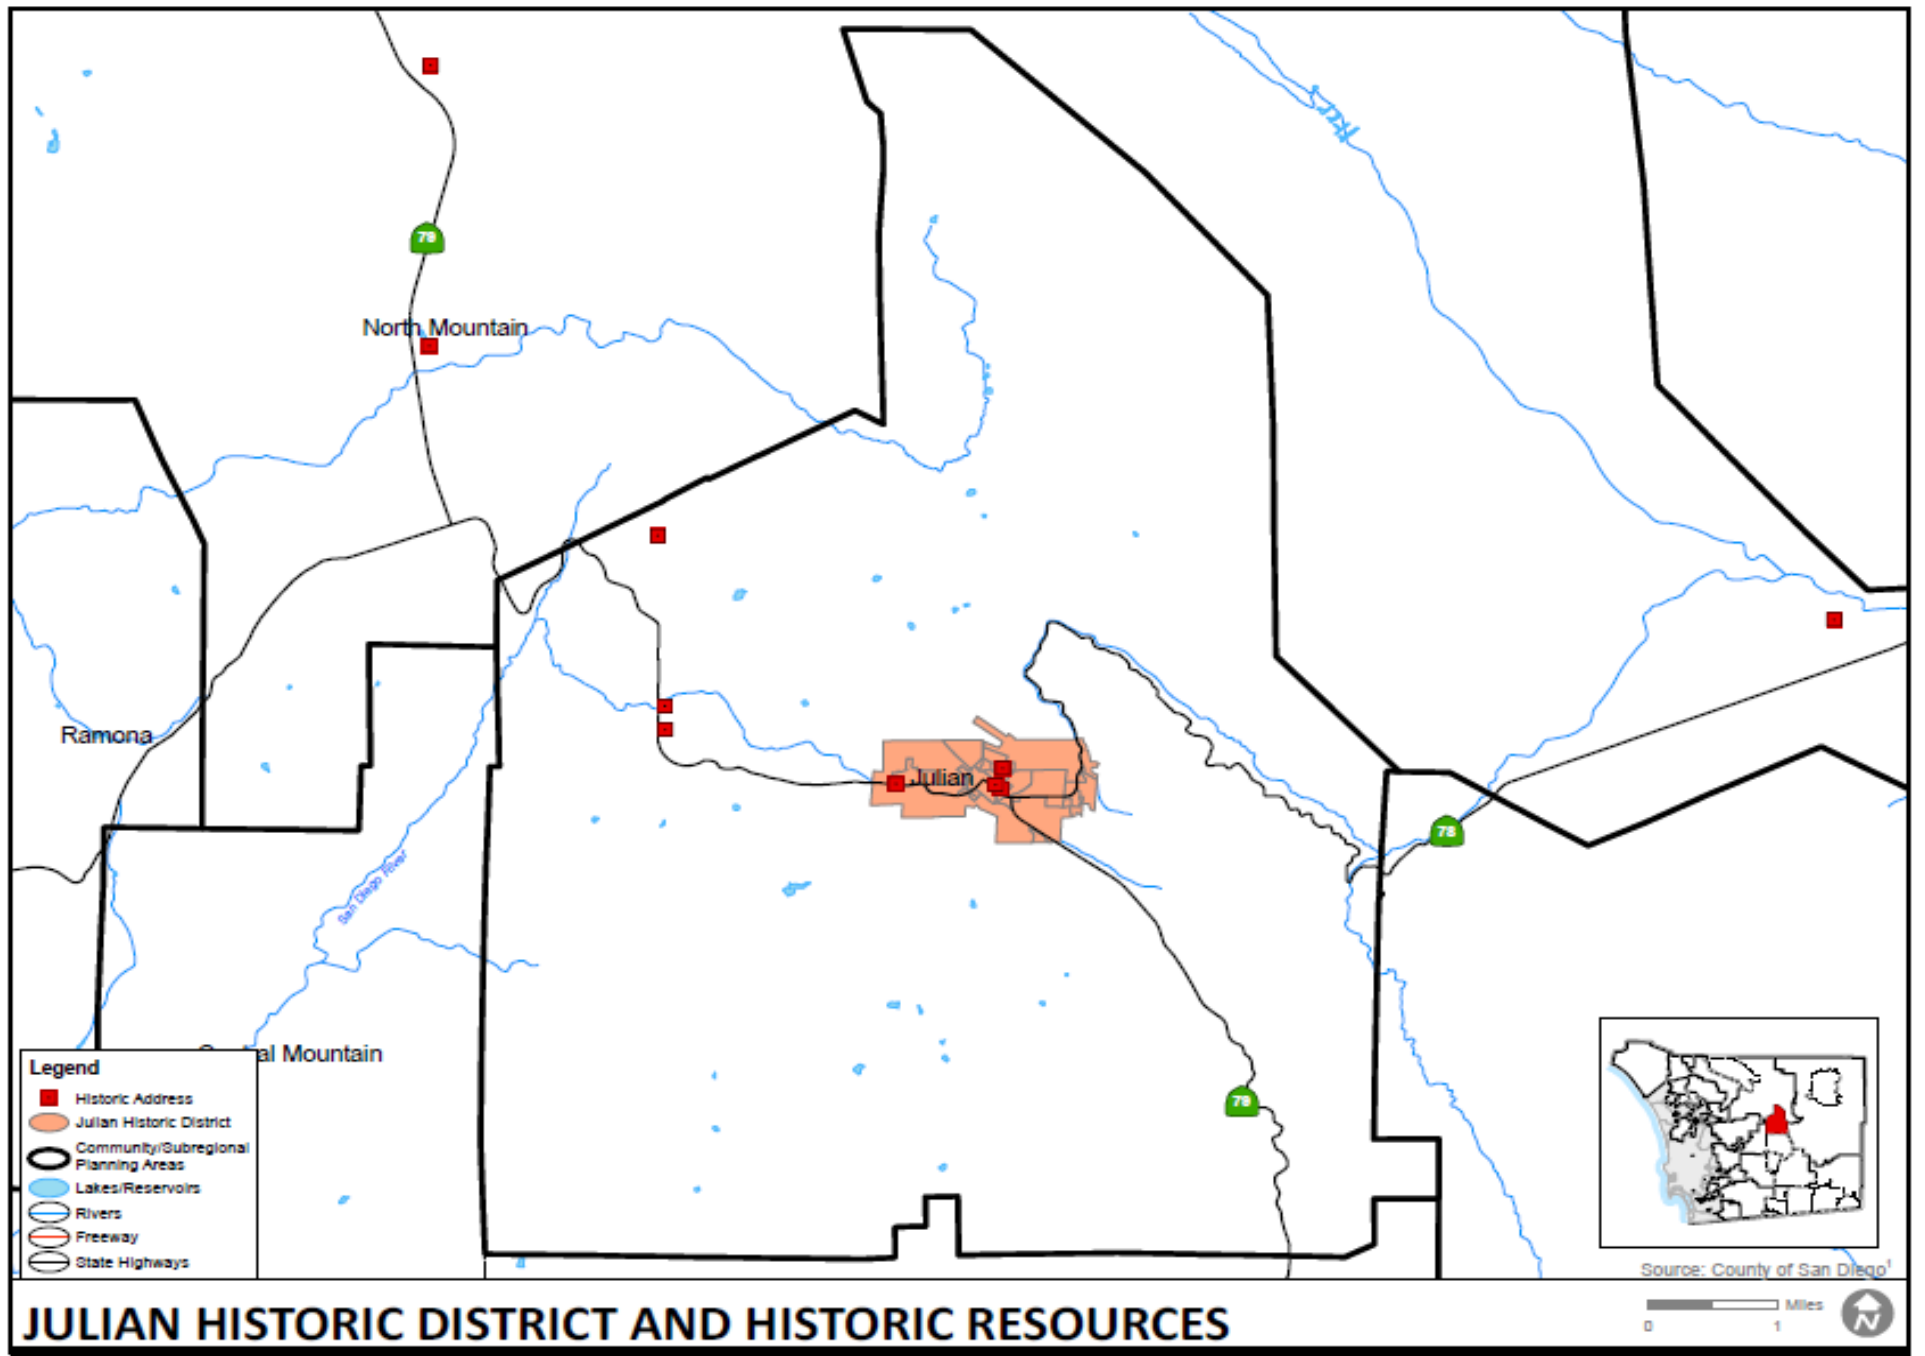 79
North Mountain
Ramona
Julian
78
San Diego River
al Mountain
79
Legend
Historic Address
Julian Historic District
Community/Subregional
Planning Areas
Lakes/Reservoirs
Rivers
Freeway
State Highways
Source: County of San Diego¹
Miles
0 1
N
JULIAN HISTORIC DISTRICT AND HISTORIC RESOURCES